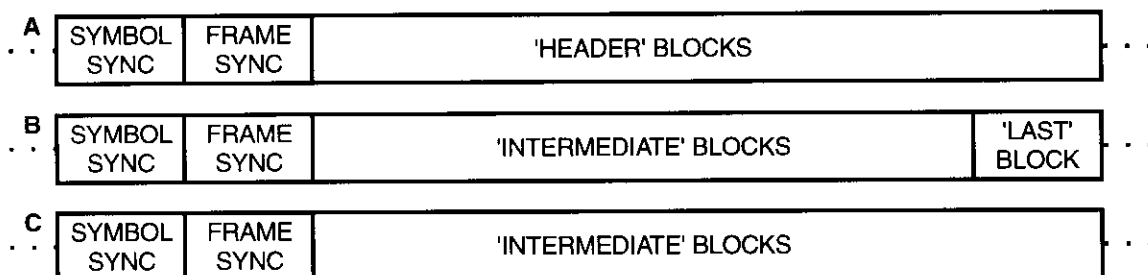 A
SYMBOL SYNC FRAME SYNC 'HEADER' BLOCKS
B
SYMBOL SYNC FRAME SYNC 'INTERMEDIATE' BLOCKS 'LAST' BLOCK
C
SYMBOL SYNC FRAME SYNC 'INTERMEDIATE' BLOCKS